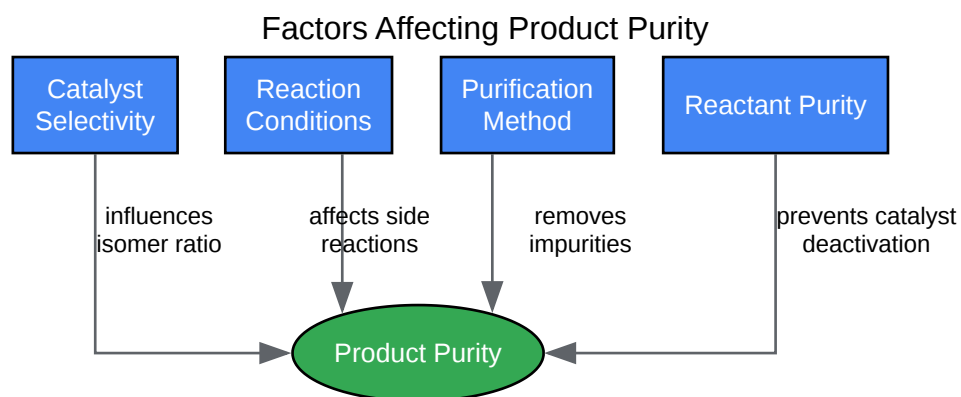 Factors Affecting Product Purity
Catalyst
Selectivity
Reaction
Conditions
Purification
Method
Reactant Purity
influences
isomer ratio
affects side
reactions
removes
impurities
prevents catalyst
deactivation
Product Purity